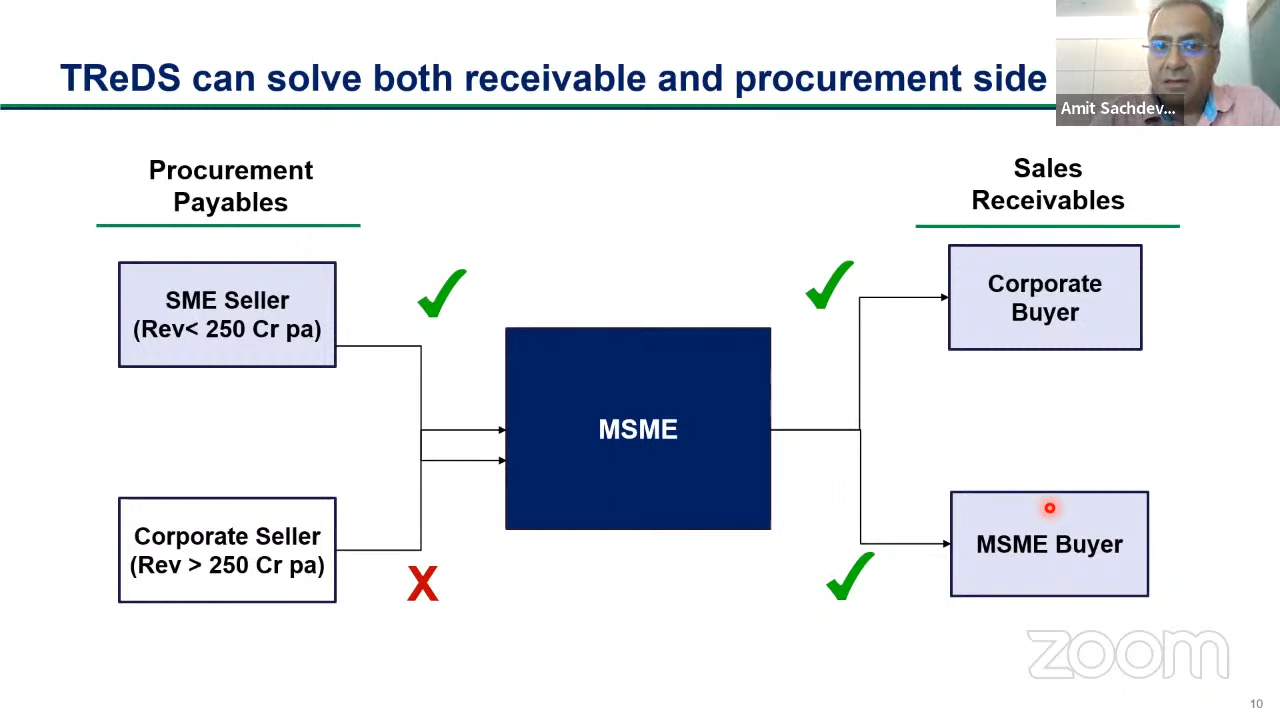 TReDS can solve both receivable and procurement side
Amit Sachdev...
Procurement
Payables
Sales
Receivables
SME Seller
(Rev< 250 Cr pa)
Corporate
Buyer
MSME
Corporate Seller
(Rev > 250 Cr pa)
X
MSME Buyer
zoom
10